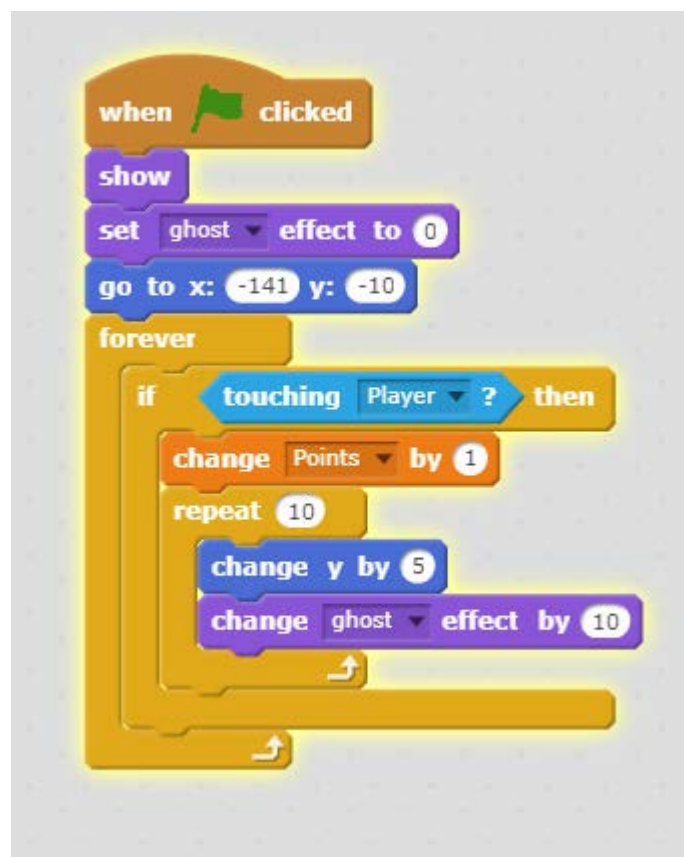 when clicked
show
set ghost effect to 0
go to x: -141 y: -10
forever
if touching Player ? then
change Points by 1
repeat 10
change y by 5
change ghost effect by 10